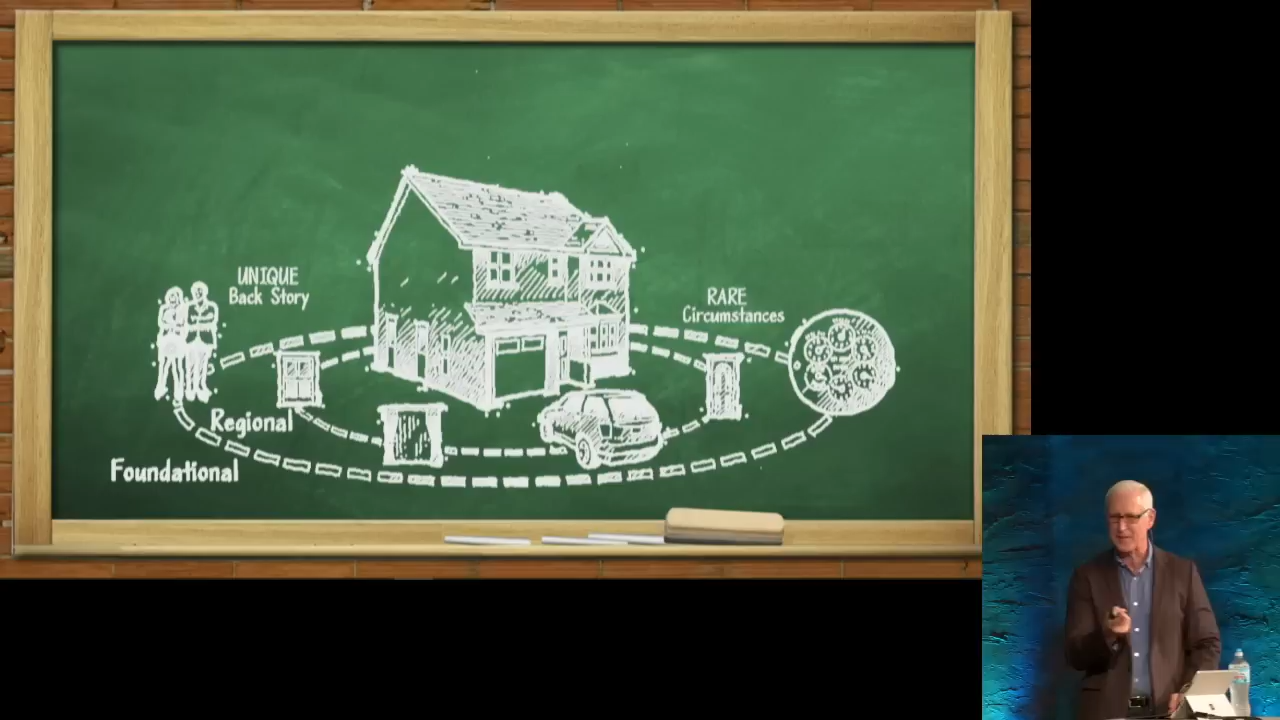 UNIQUE
Back Story
RARE
Circumstances
Regional
Foundational